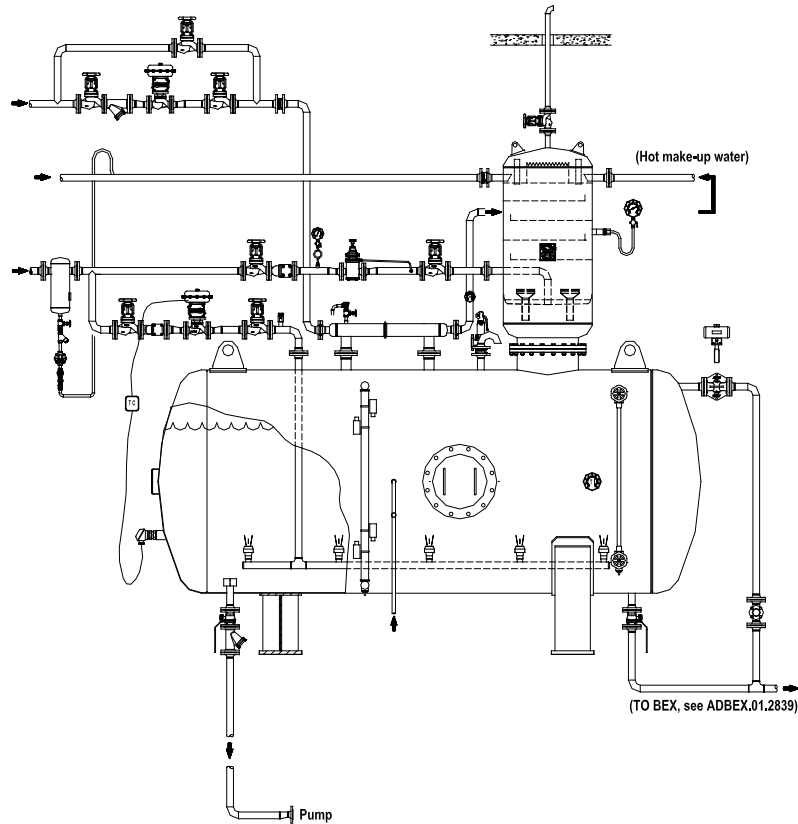 (Hot make-up water)
TC
(TO BEX, see ADBEX.01.2839)
Pump